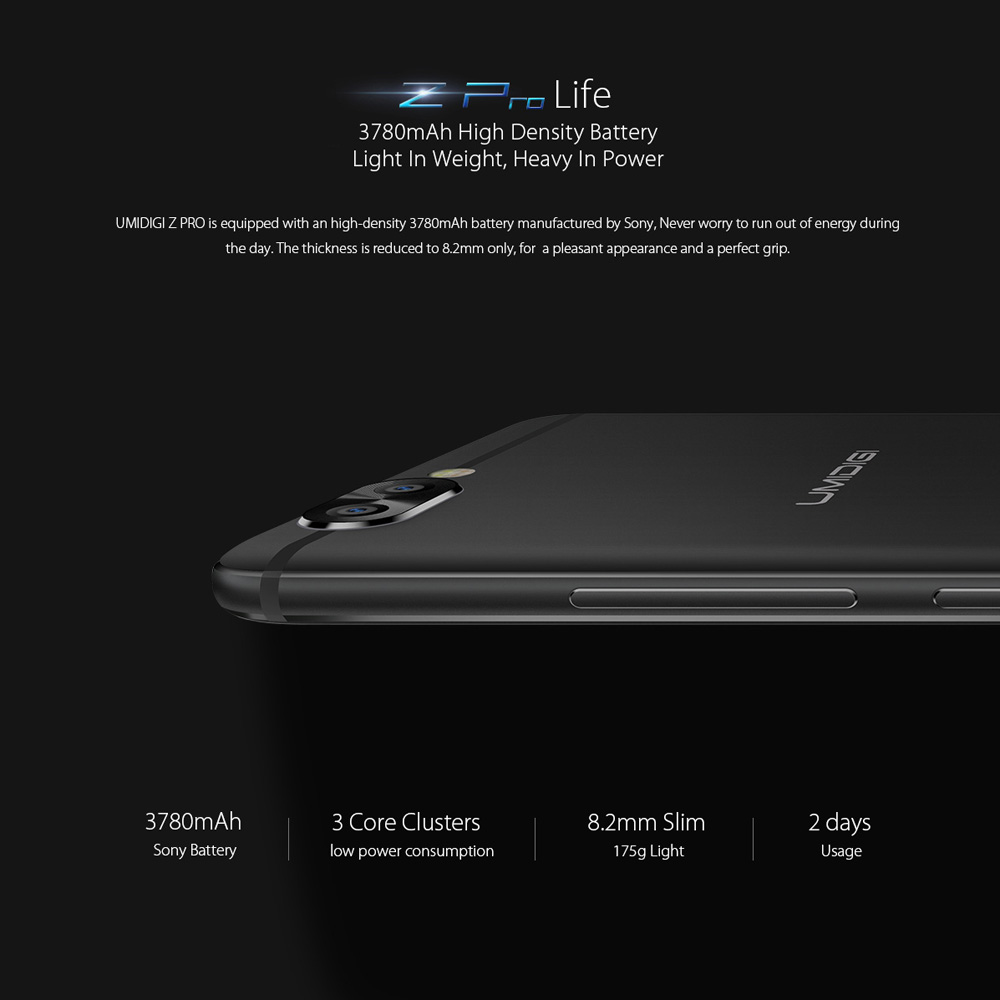 Z Pro Life
3780mAh High Density Battery
Light In Weight, Heavy In Power
UMIDIGI Z PRO is equipped with an high-density 3780mAh battery manufactured by Sony, Never worry to run out of energy during
the day. The thickness is reduced to 8.2mm only, for a pleasant appearance and a perfect grip.
UMIDIGI
3780mAh
Sony Battery
3 Core Clusters
low power consumption
8.2mm Slim
175g Light
2 days
Usage